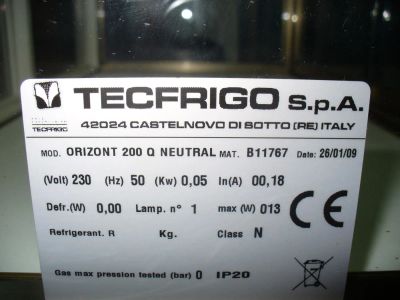 TECFRIGO S.p.A.
TECFRIGO 42024 CASTELNOVO DI SOTTO (RE) ITALY
MOD. ORIZONT 200 Q NEUTRAL MAT. B11767 Date: 26/01/09
(Volt) 230 (Hz) 50 (Kw) 0,05 In(A) 00,18
Defr.(W) 0,00 Lamp. n° 1 max (W) 013 CE
Refrigerant. R Kg. Class N
Gas max pression tested (bar) 0 IP20